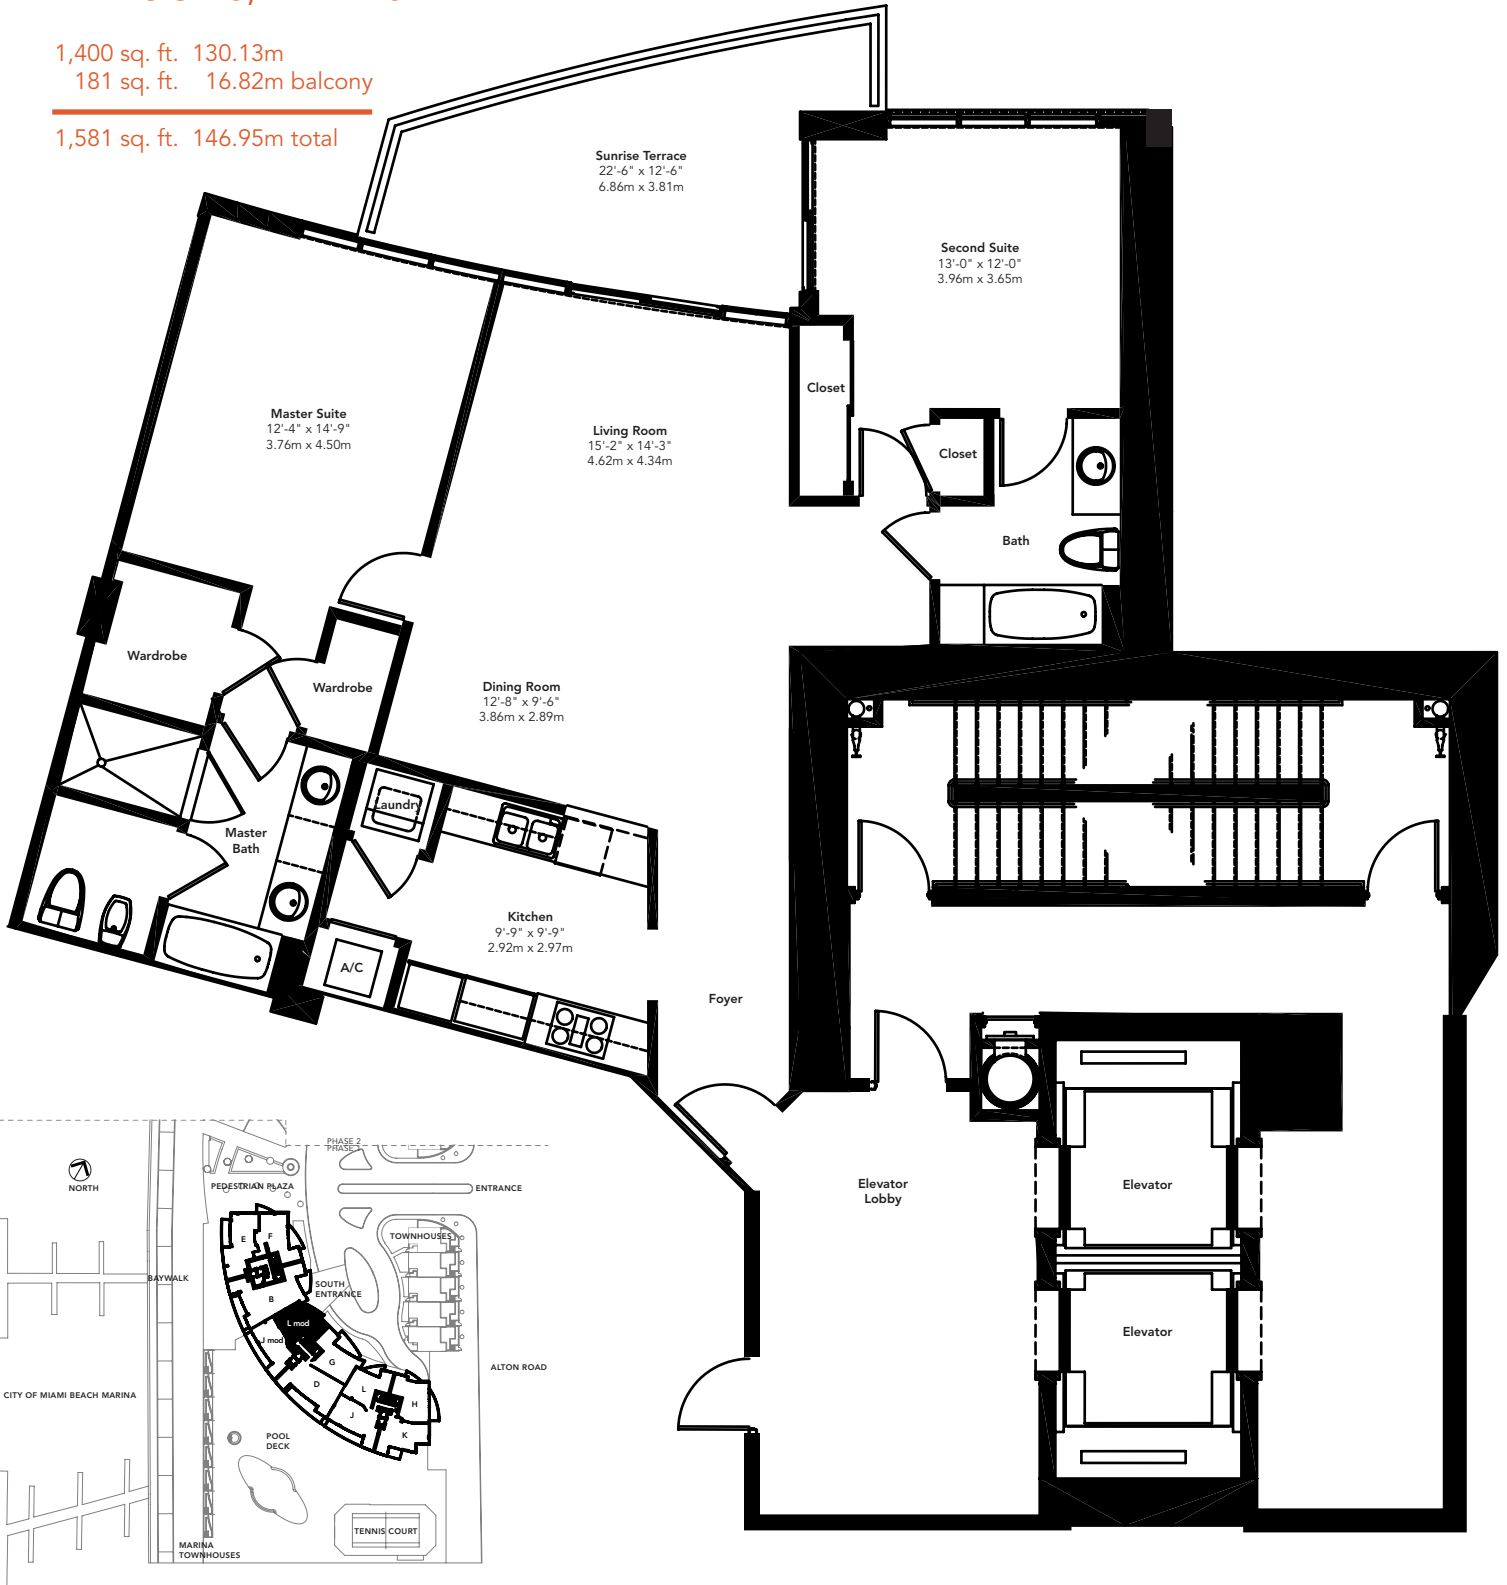 1,400 sq. ft. 130.13m
181 sq. ft. 16.82m balcony
1,581 sq. ft. 146.95m total
Sunrise Terrace
22'-6" x 12'-6"
6.86m x 3.81m
Second Suite
13'-0" x 12'-0"
3.96m x 3.65m
Closet
Master Suite
12'-4" x 14'-9"
3.76m x 4.50m
Living Room
15'-2" x 14'-3"
4.62m x 4.34m
Closet
Bath
Wardrobe
Wardrobe
Dining Room
12'-8" x 9'-6"
3.86m x 2.89m
Laundry
Master
Bath
Kitchen
9'-9" x 9'-9"
2.92m x 2.97m
A/C
Foyer
Elevator
Lobby
Elevator
Elevator
PHASE 2
PHASE 1
NORTH
PEDESTRIAN PLAZA
ENTRANCE
E
F
TOWNHOUSES
BAYWALK
SOUTH
ENTRANCE
B
L mod
J mod
G
ALTON ROAD
D
L
H
CITY OF MIAMI BEACH MARINA
J
K
POOL
DECK
TENNIS COURT
MARINA
TOWNHOUSES